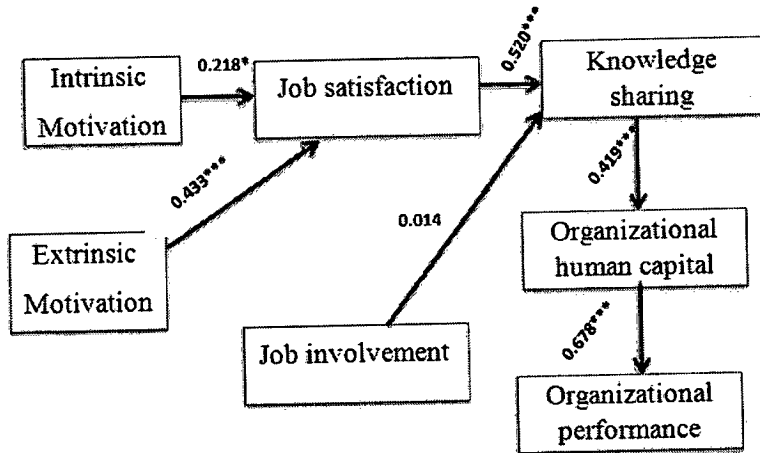 Intrinsic
Motivation
0.218*
Job satisfaction
0.520***
Knowledge
sharing
0.433***
0.419***
Extrinsic
Motivation
0.014
Organizational
human capital
Job involvement
0.678***
Organizational
performance